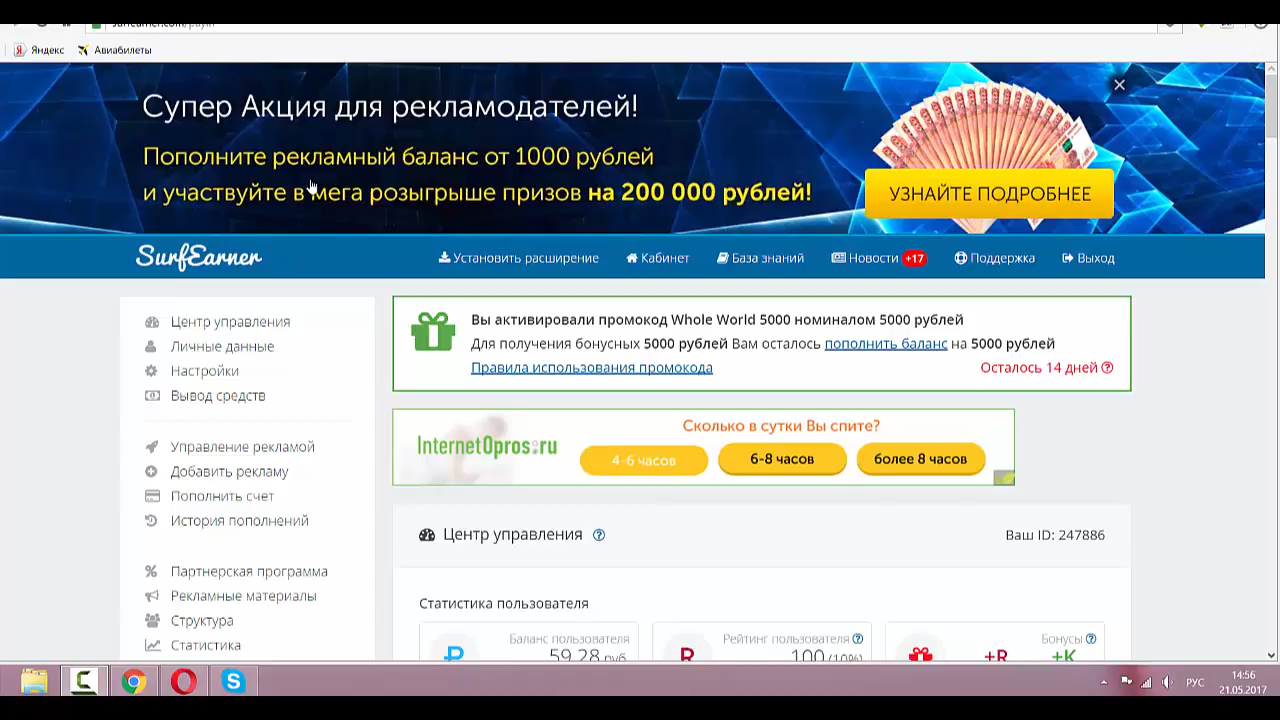 Яндекс Авиабилеты
Супер Акция для рекламодателей!
Пополните рекламный баланс от 1000 рублей
и участвуйте в мега розыгрыше призов на 200 000 рублей!
УЗНАЙТЕ ПОДРОБНЕЕ
SurfEarner
Установить расширение Кабинет База знаний Новости +17 Поддержка Выход
Центр управления
Личные данные
Настройки
Вывод средств
Управление рекламой
Добавить рекламу
Пополнить счет
История пополнений
Партнерская программа
Рекламные материалы
Структура
Статистика
Вы активировали промокод Whole World 5000 номиналом 5000 рублей
Для получения бонусных 5000 рублей Вам осталось пополнить баланс на 5000 рублей
Правила использования промокода Осталось 14 дней
InternetOpros.ru
Сколько в сутки Вы спите?
4-6 часов 6-8 часов более 8 часов
Центр управления Ваш ID: 247886
Статистика пользователя
Баланс пользователя
59.28 руб
Рейтинг пользователя
R 100 (10%)
Бонусы
+R +K
РУС
14:56
21.05.2017